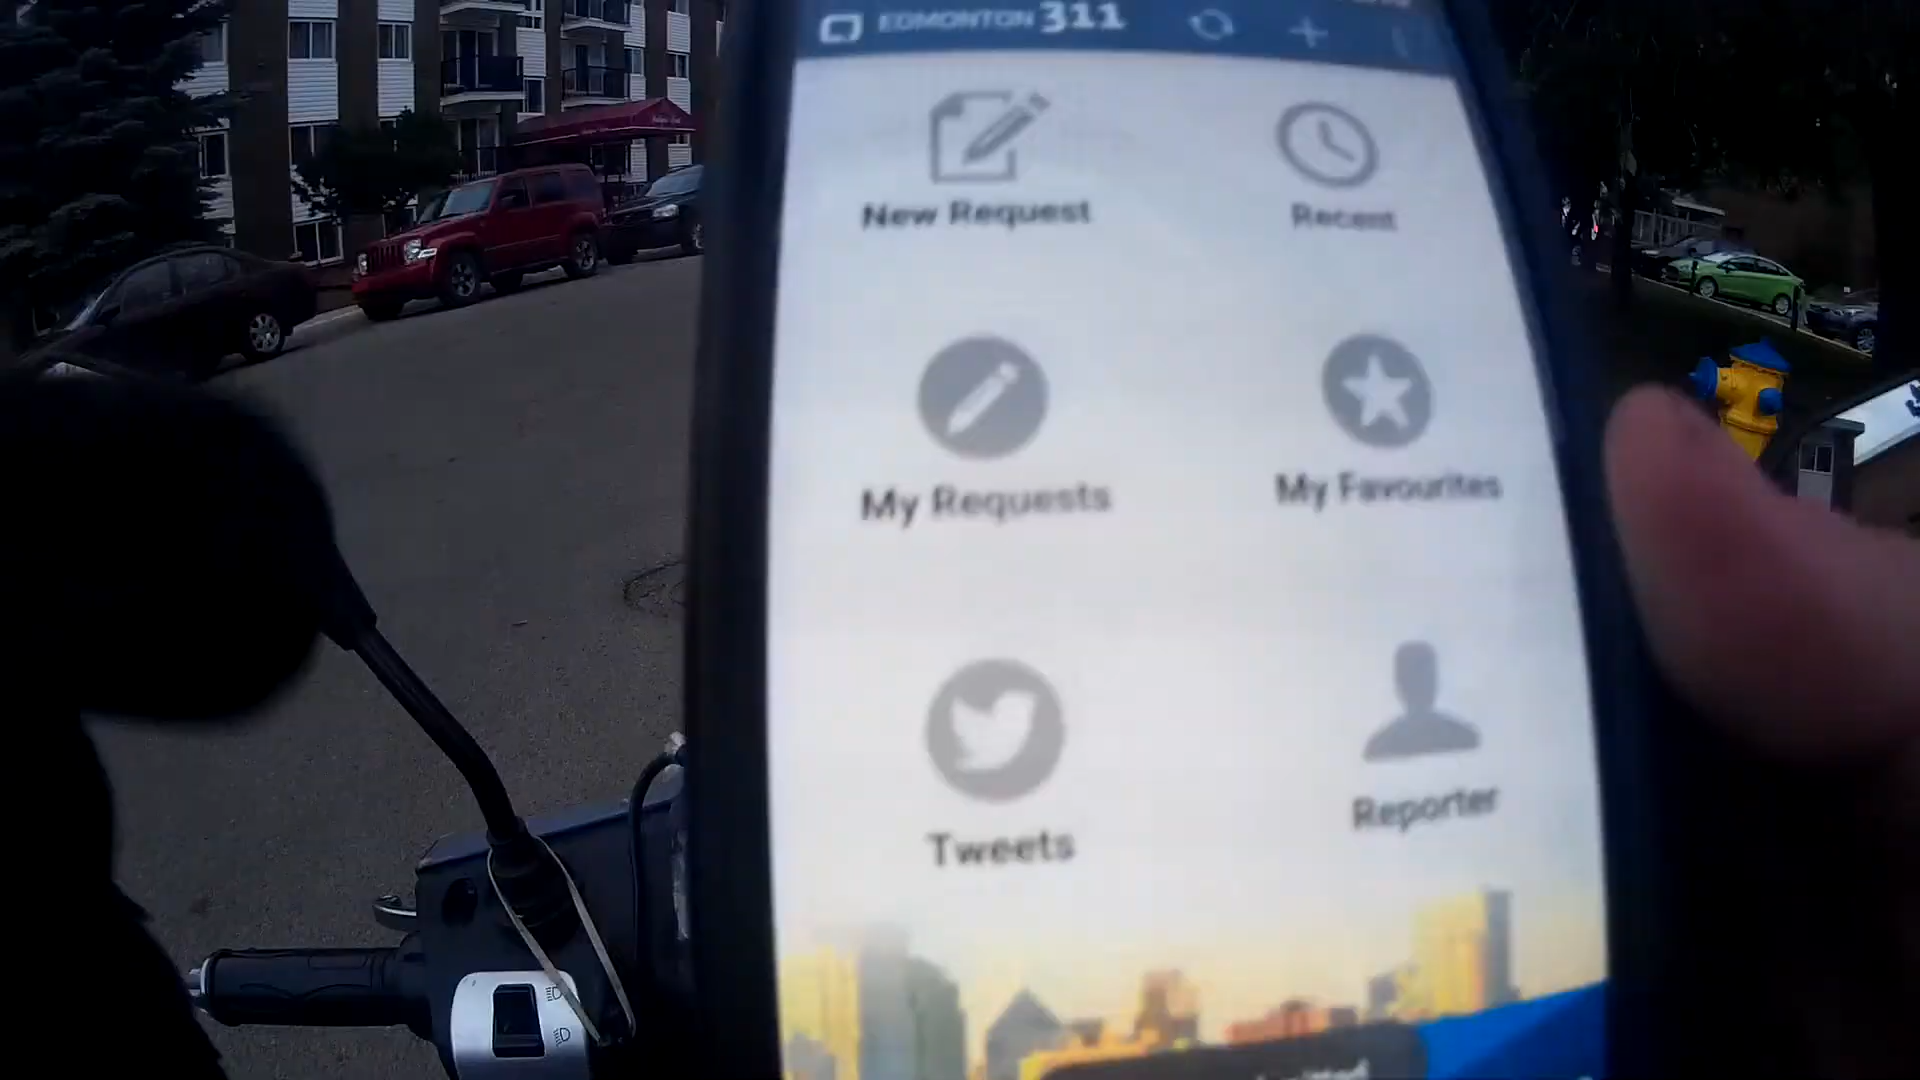 EDMONTON 311
New Request
Recent
My Requests
My Favourites
Tweets
Reporter